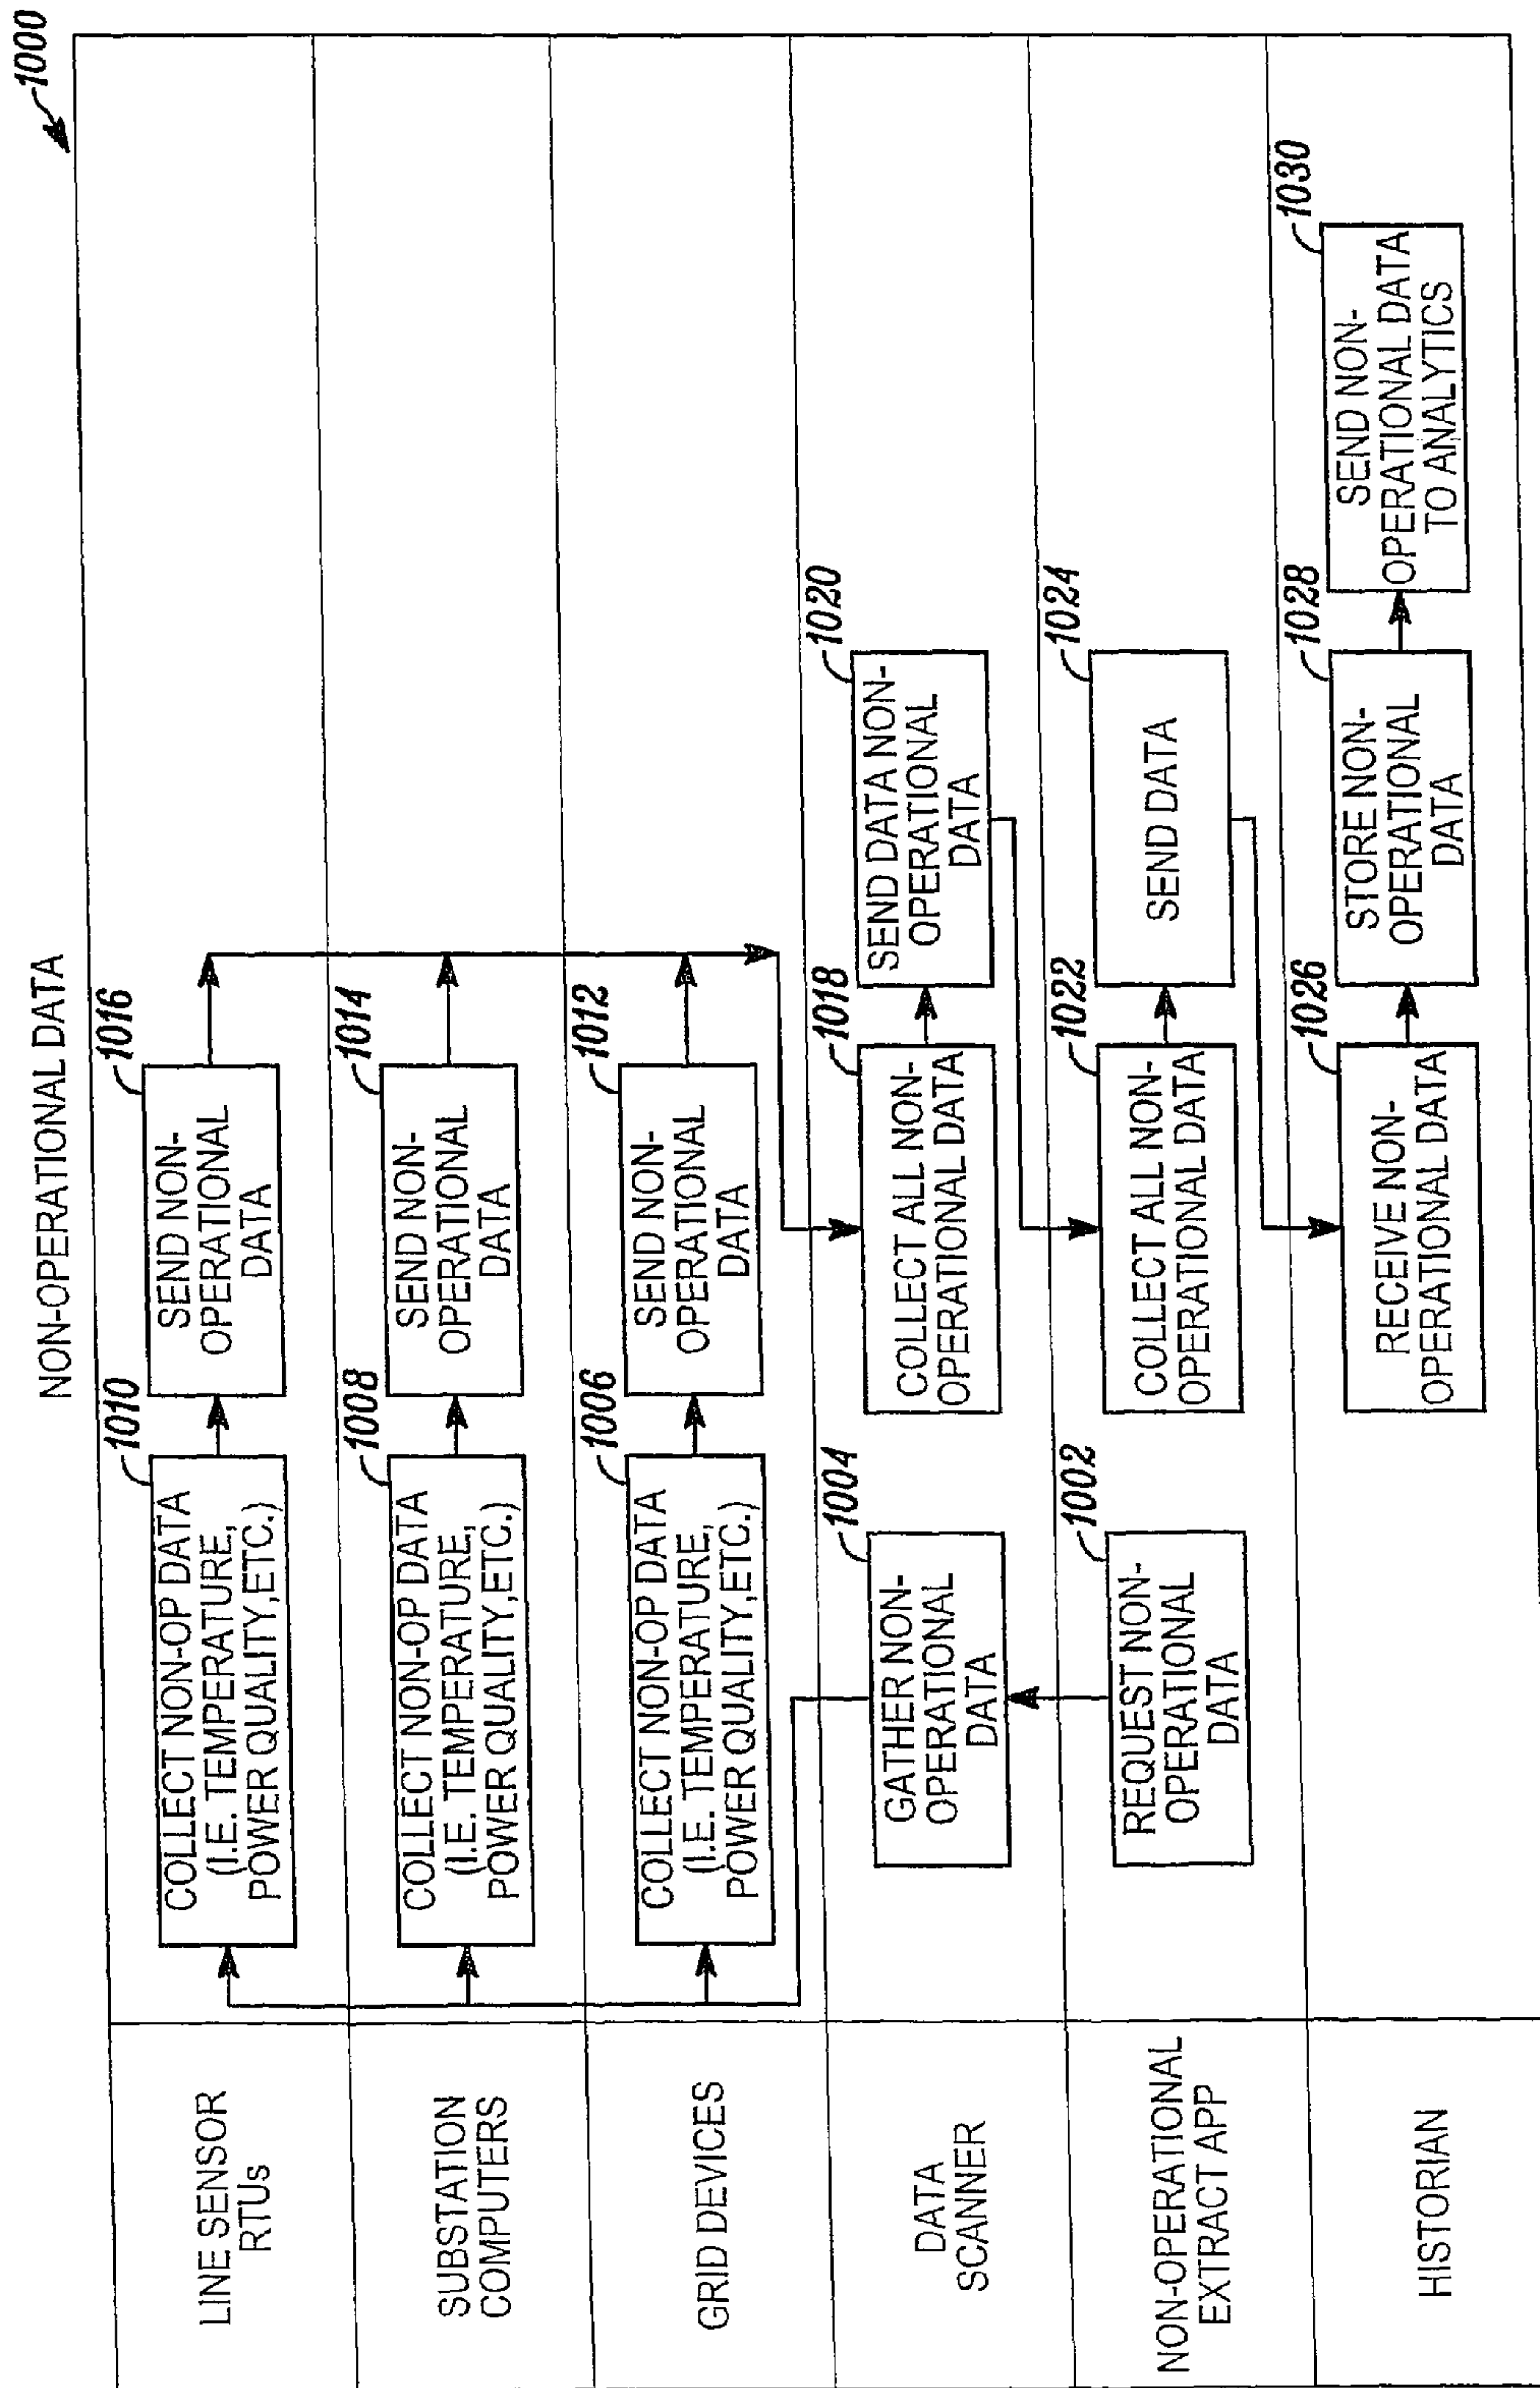 1000
NON-OPERATIONAL DATA
LINE SENSOR
RTUs
1010
COLLECT NON-OP DATA
(I.E. TEMPERATURE,
POWER QUALITY,ETC.)
1016
SEND NON-
OPERATIONAL
DATA
SUBSTATION
COMPUTERS
1008
COLLECT NON-OP DATA
(I.E. TEMPERATURE,
POWER QUALITY,ETC.)
1014
SEND NON-
OPERATIONAL
DATA
GRID DEVICES
1006
COLLECT NON-OP DATA
(I.E. TEMPERATURE,
POWER QUALITY,ETC.)
1012
SEND NON-
OPERATIONAL
DATA
DATA
SCANNER
1004
GATHER NON-
OPERATIONAL
DATA
1018
COLLECT ALL NON-
OPERATIONAL DATA
1020
SEND DATA NON-
OPERATIONAL
DATA
NON-OPERATIONAL
EXTRACT APP
1002
REQUEST NON-
OPERATIONAL
DATA
1022
COLLECT ALL NON-
OPERATIONAL DATA
1024
SEND DATA
HISTORIAN
1026
RECEIVE NON-
OPERATIONAL DATA
1028
STORE NON-
OPERATIONAL
DATA
1030
SEND NON-
OPERATIONAL DATA
TO ANALYTICS